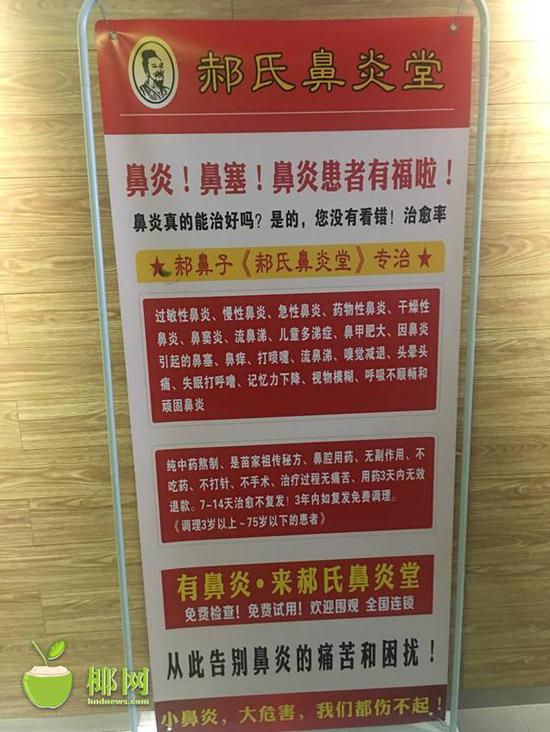 郝氏鼻炎堂
鼻炎！鼻塞！鼻炎患者有福啦！
鼻炎真的能治好吗？是的，您没有看错！治愈率
★郝鼻子《郝氏鼻炎堂》专治★
过敏性鼻炎、慢性鼻炎、急性鼻炎、药物性鼻炎、干燥性
鼻炎、鼻窦炎、流鼻涕、儿童多涕症、鼻甲肥大、因鼻炎
引起的鼻塞、鼻痒、打喷嚏、流鼻涕、嗅觉减退、头晕头
痛、失眠打呼噜、记忆力下降、视物模糊、呼吸不顺畅和
顽固鼻炎
纯中药熬制、是苗家祖传秘方、鼻腔用药、无副作用、不
吃药、不打针、不手术、治疗过程无痛苦、用药3天内无效
退款。7-14天治愈不复发！3年内如复发免费调理。
《调理3岁以上~75岁以下的患者》
有鼻炎·来郝氏鼻炎堂
免费检查！免费试用！欢迎围观 全国连锁
从此告别鼻炎的痛苦和困扰！
小鼻炎，大危害，我们都伤不起！
椰网
hndnews.com